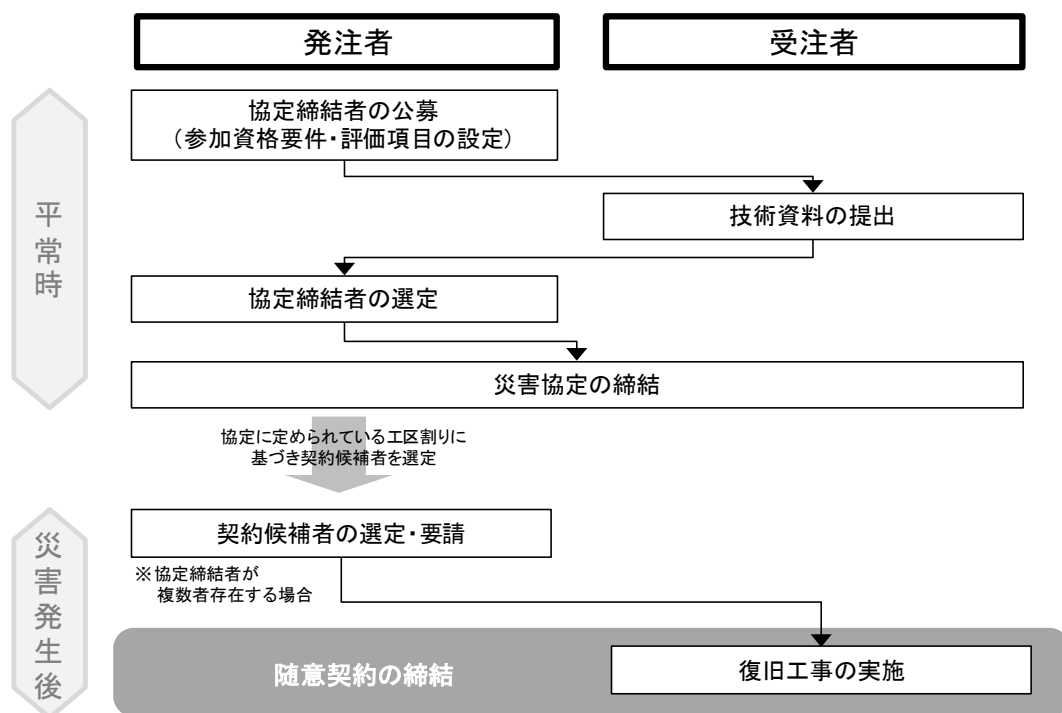 発注者
受注者
平常時
協定締結者の公募
（参加資格要件・評価項目の設定）
技術資料の提出
協定締結者の選定
災害協定の締結
協定に定められている工区割りに
基づき契約候補者を選定
災害発生後
契約候補者の選定・要請
※協定締結者が
複数者存在する場合
随意契約の締結
復旧工事の実施